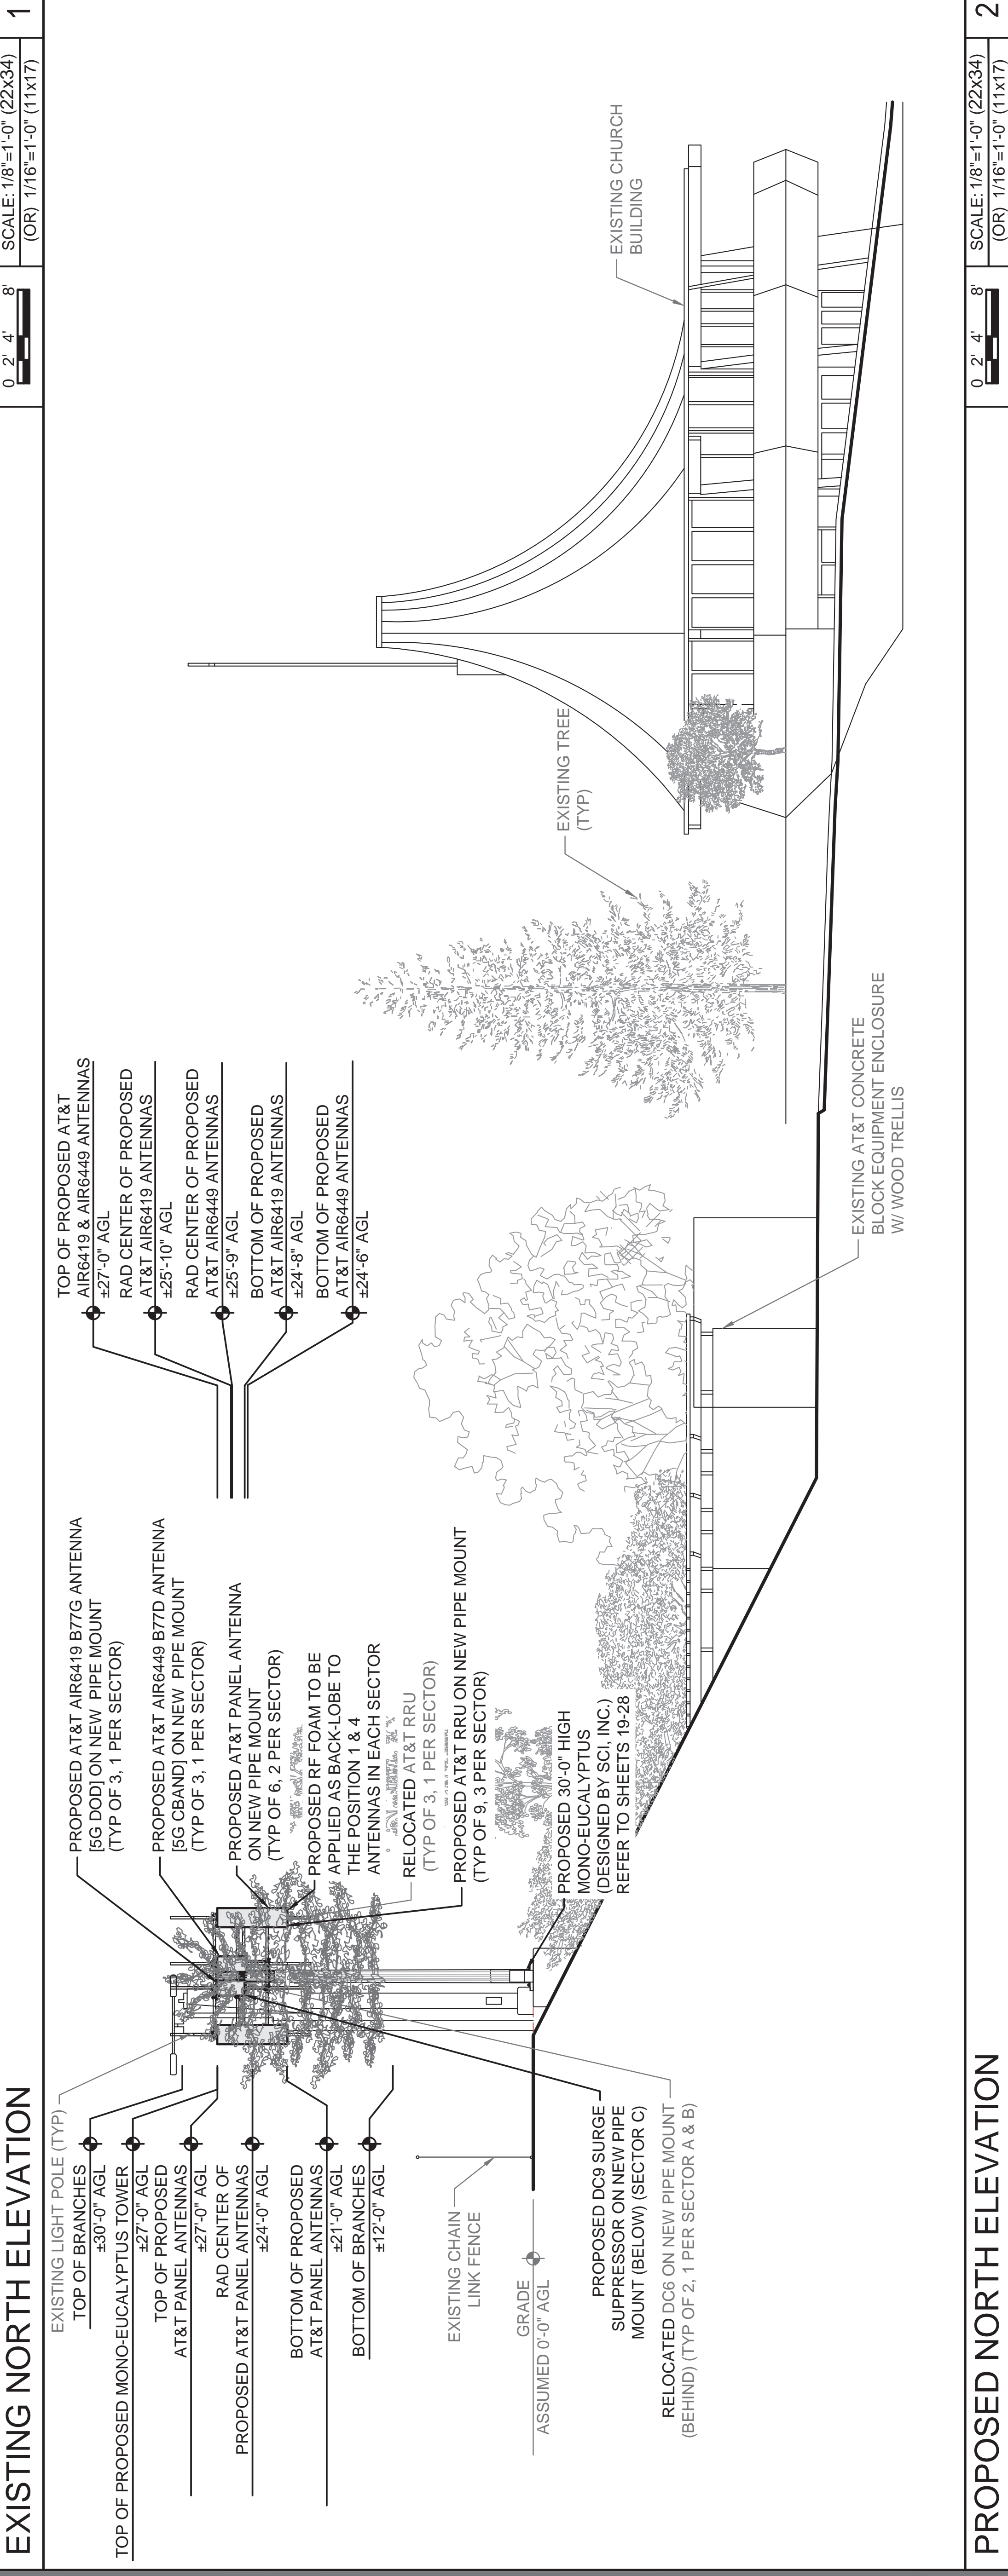 EXISTING NORTH ELEVATION
0 2' 4' 8'
SCALE: 1/8"=1'-0" (22x34)
(OR) 1/16"=1'-0" (11x17)
1
EXISTING LIGHT POLE (TYP)
TOP OF BRANCHES
±30'-0" AGL
TOP OF PROPOSED MONO-EUCALYPTUS TOWER
±27'-0" AGL
TOP OF PROPOSED
AT&T PANEL ANTENNAS
±27'-0" AGL
RAD CENTER OF
PROPOSED AT&T PANEL ANTENNAS
±24'-0" AGL
BOTTOM OF PROPOSED
AT&T PANEL ANTENNAS
±21'-0" AGL
BOTTOM OF BRANCHES
±12'-0" AGL
EXISTING CHAIN
LINK FENCE
GRADE
ASSUMED 0'-0" AGL
PROPOSED DC9 SURGE
SUPPRESSOR ON NEW PIPE
MOUNT (BELOW) (SECTOR C)
RELOCATED DC6 ON NEW PIPE MOUNT
(BEHIND) (TYP OF 2, 1 PER SECTOR A & B)
PROPOSED AT&T AIR6419 B77G ANTENNA
[5G DOD] ON NEW PIPE MOUNT
(TYP OF 3, 1 PER SECTOR)
PROPOSED AT&T AIR6449 B77D ANTENNA
[5G CBAND] ON NEW PIPE MOUNT
(TYP OF 3, 1 PER SECTOR)
PROPOSED AT&T PANEL ANTENNA
ON NEW PIPE MOUNT
(TYP OF 6, 2 PER SECTOR)
PROPOSED RF FOAM TO BE
APPLIED AS BACK-LOBE TO
THE POSITION 1 & 4
ANTENNAS IN EACH SECTOR
RELOCATED AT&T RRU
(TYP OF 3, 1 PER SECTOR)
PROPOSED AT&T RRU ON NEW PIPE MOUNT
(TYP OF 9, 3 PER SECTOR)
PROPOSED 30'-0" HIGH
MONO-EUCALYPTUS
(DESIGNED BY SCI, INC.)
REFER TO SHEETS 19-28
TOP OF PROPOSED AT&T
AIR6419 & AIR6449 ANTENNAS
±27'-0" AGL
RAD CENTER OF PROPOSED
AT&T AIR6419 ANTENNAS
±25'-10" AGL
RAD CENTER OF PROPOSED
AT&T AIR6449 ANTENNAS
±25'-9" AGL
BOTTOM OF PROPOSED
AT&T AIR6419 ANTENNAS
±24'-8" AGL
BOTTOM OF PROPOSED
AT&T AIR6449 ANTENNAS
±24'-6" AGL
EXISTING TREE
(TYP)
EXISTING AT&T CONCRETE
BLOCK EQUIPMENT ENCLOSURE
W/ WOOD TRELLIS
EXISTING CHURCH
BUILDING
PROPOSED NORTH ELEVATION
0 2' 4' 8'
SCALE: 1/8"=1'-0" (22x34)
(OR) 1/16"=1'-0" (11x17)
2